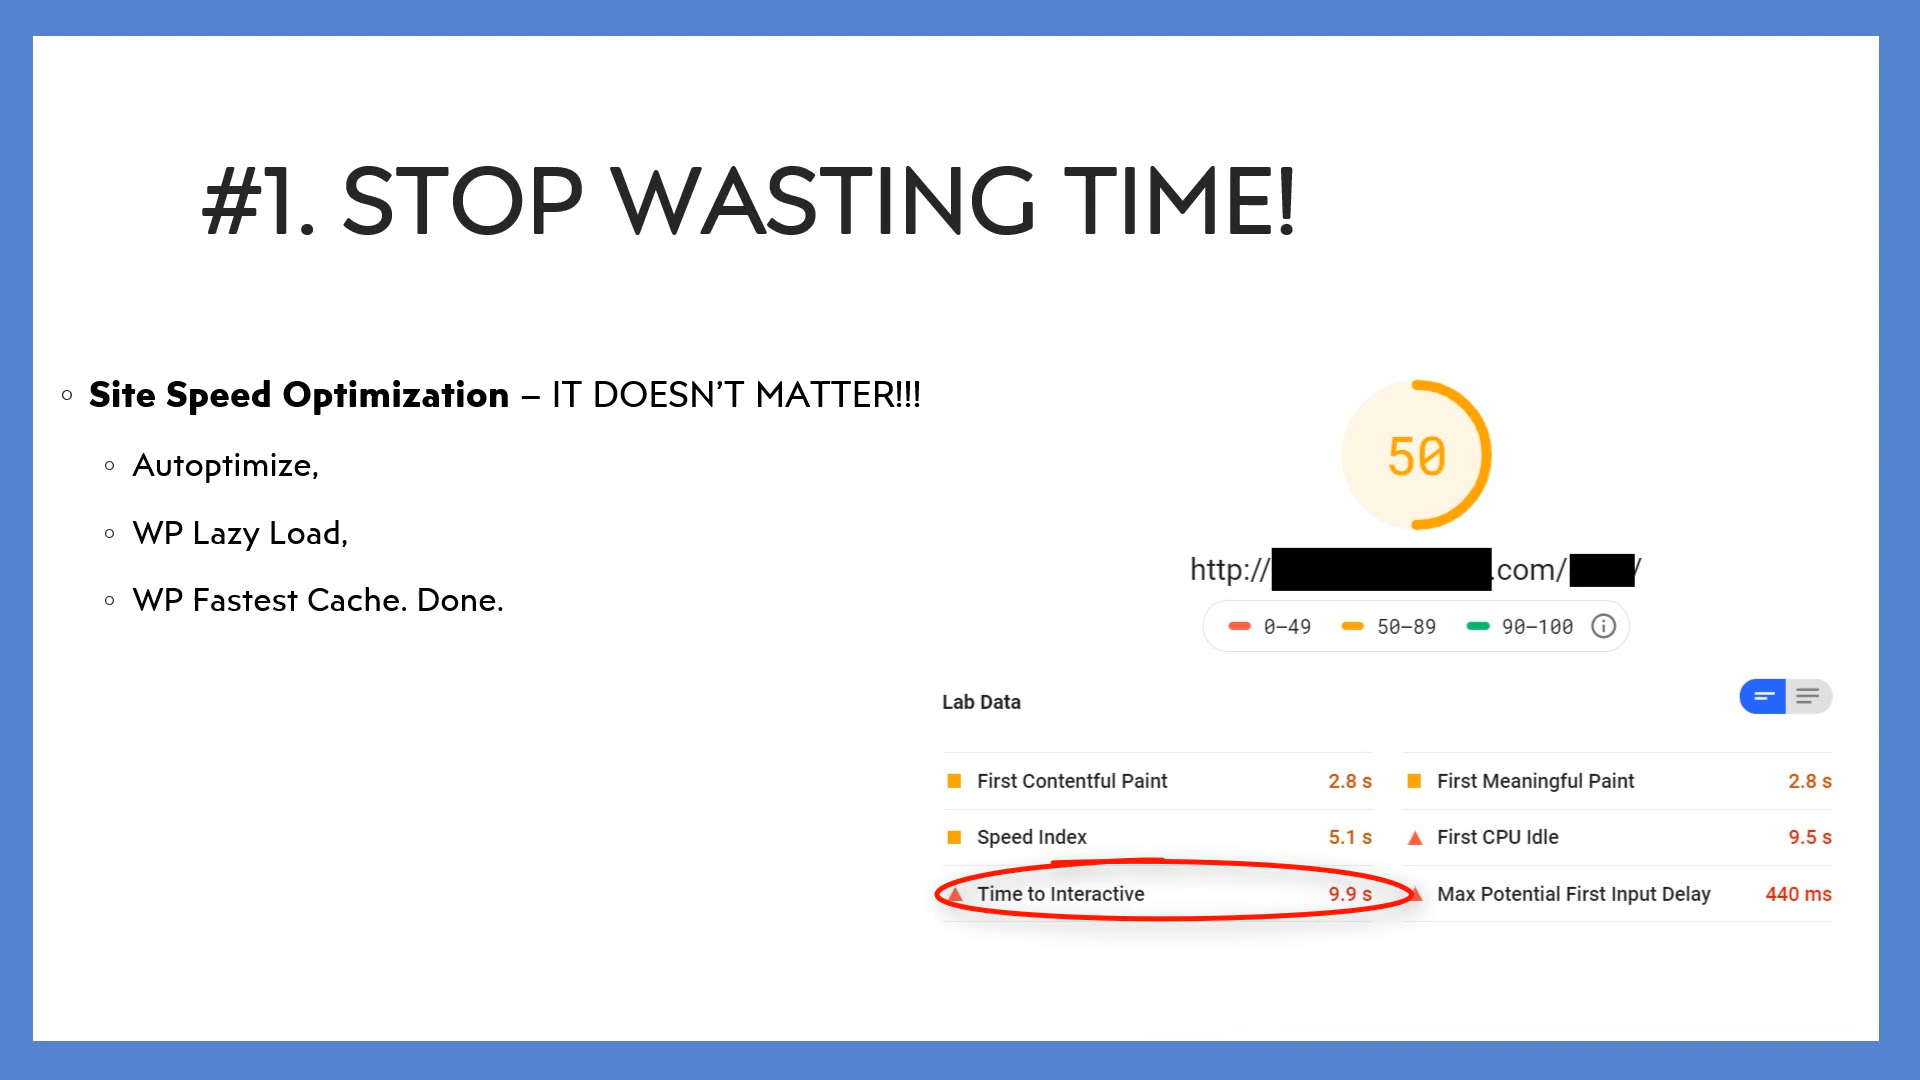 #1. STOP WASTING TIME!
Site Speed Optimization – IT DOESN'T MATTER!!!
Autoptimize,
WP Lazy Load,
WP Fastest Cache. Done.
50
http:// .com/ /
0–49 50–89 90–100
Lab Data
First Contentful Paint 2.8 s
First Meaningful Paint 2.8 s
Speed Index 5.1 s
First CPU Idle 9.5 s
Time to Interactive 9.9 s
Max Potential First Input Delay 440 ms